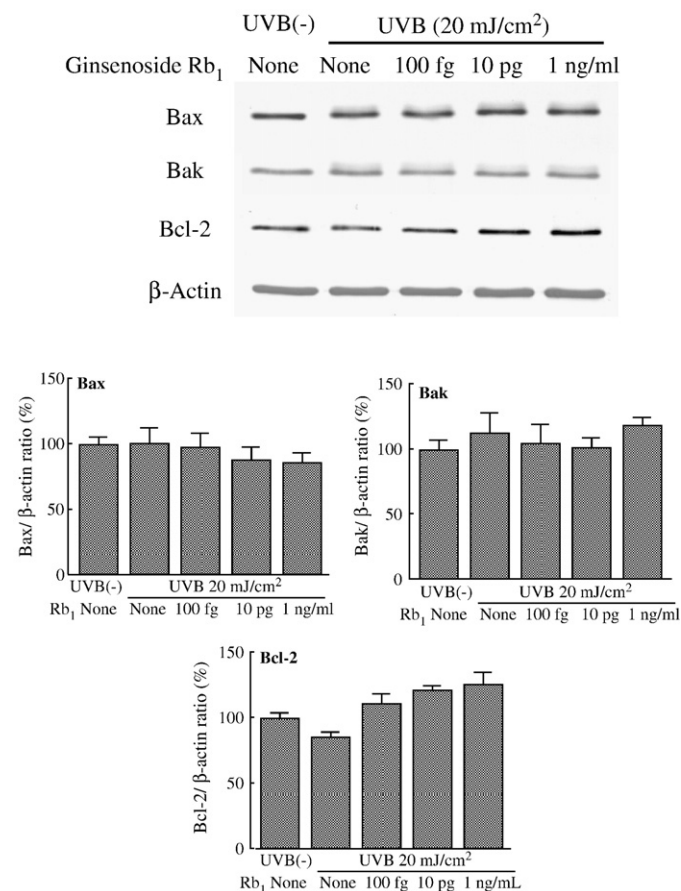 UVB(-) UVB (20 mJ/cm²)
Ginsenoside Rb₁ None None 100 fg 10 pg 1 ng/ml
Bax
Bak
Bcl-2
β-Actin
Bax
Bax/ β-actin ratio (%)
150
100
50
0
UVB(-) UVB 20 mJ/cm²
Rb₁ None None 100 fg 10 pg 1 ng/ml
Bak
Bak/ β-actin ratio (%)
150
100
50
0
UVB(-) UVB 20 mJ/cm²
Rb₁ None None 100 fg 10 pg 1 ng/ml
Bcl-2
Bcl-2/ β-actin ratio (%)
150
100
50
0
UVB(-) UVB 20 mJ/cm²
Rb₁ None None 100 fg 10 pg 1 ng/mL